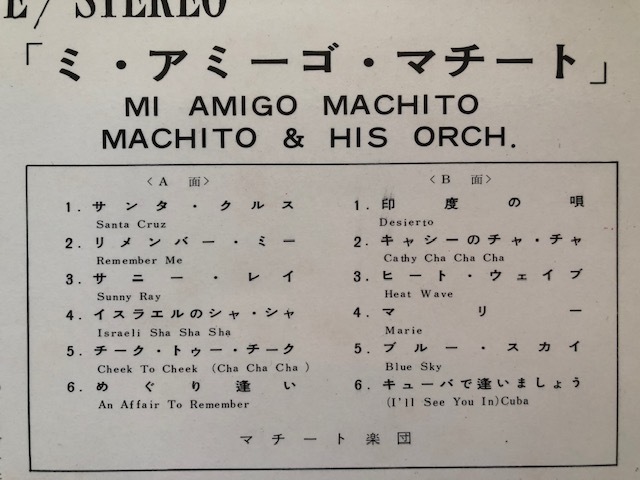 E/ STEREO
「ミ・アミーゴ・マチート」
MI AMIGO MACHITO
MACHITO & HIS ORCH.
〈A 面〉
1. サンタ・クルス
Santa Cruz
2. リメンバー・ミー
Remember Me
3. サニー・レイ
Sunny Ray
4. イスラエルのシャ・シャ
Israeli Sha Sha Sha
5. チーク・トゥー・チーク
Cheek To Cheek (Cha Cha Cha)
6. めぐり逢い
An Affair To Remember
〈B 面〉
1. 印度の唄
Desierto
2. キャシーのチャ・チャ
Cathy Cha Cha Cha
3. ヒート・ウェイブ
Heat Wave
4. マリー
Marie
5. ブルー・スカイ
Blue Sky
6. キューバで逢いましょう
(I'll See You In)Cuba
マチート楽団